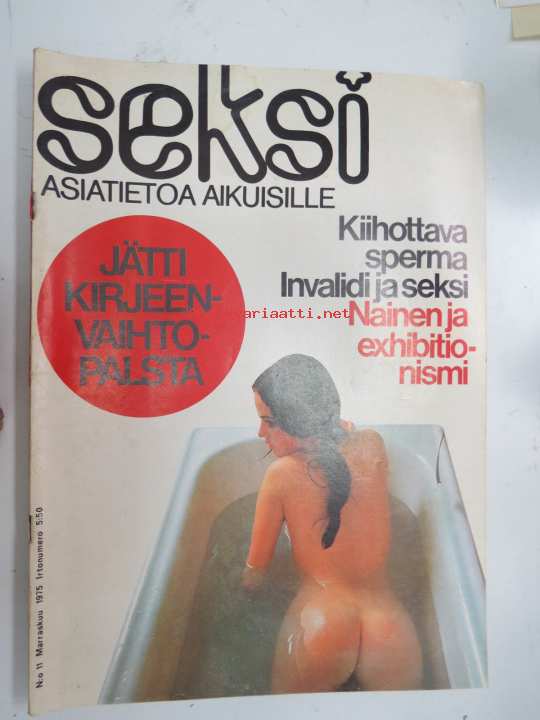 seksi
ASIATIETOA AIKUISILLE
JÄTTI
KIRJEEN-
VAIHTO-
PALSTA
Kiihottava
sperma
Invalidi ja seksi
Nainen ja
exhibitio-
nismi
ariaatti.net
N:o 11 Marraskuu 1975 Irtonumero 5:50